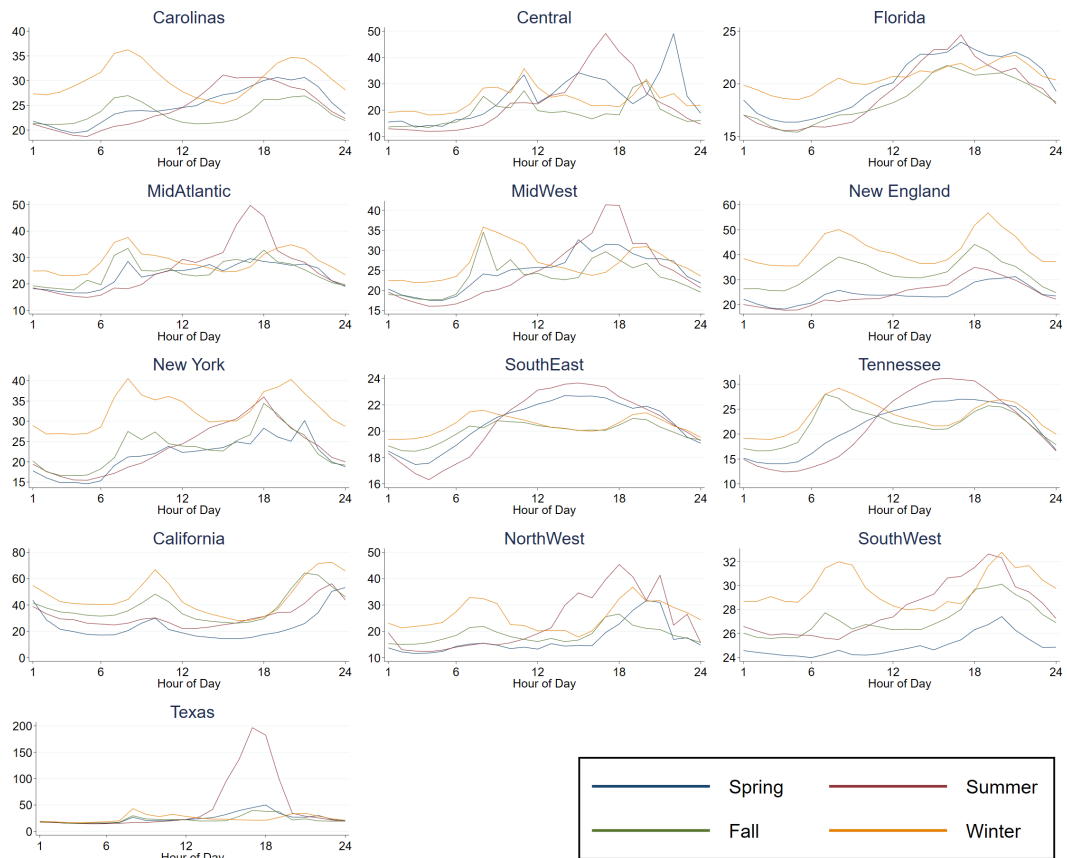 Carolinas
40
35
30
25
20
1 6 12 18 24
Hour of Day
Central
50
40
30
20
10
1 6 12 18 24
Hour of Day
Florida
25
20
15
1 6 12 18 24
Hour of Day
MidAtlantic
50
40
30
20
10
1 6 12 18 24
Hour of Day
MidWest
40
35
30
25
20
15
1 6 12 18 24
Hour of Day
New England
60
50
40
30
20
1 6 12 18 24
Hour of Day
New York
40
35
30
25
20
15
1 6 12 18 24
Hour of Day
SouthEast
24
22
20
18
16
1 6 12 18 24
Hour of Day
Tennessee
30
25
20
15
10
1 6 12 18 24
Hour of Day
California
80
60
40
20
0
1 6 12 18 24
Hour of Day
NorthWest
50
40
30
20
10
1 6 12 18 24
Hour of Day
SouthWest
32
30
28
26
24
1 6 12 18 24
Hour of Day
Texas
200
150
100
50
0
1 6 12 18 24
Hour of Day
Spring Summer
Fall Winter